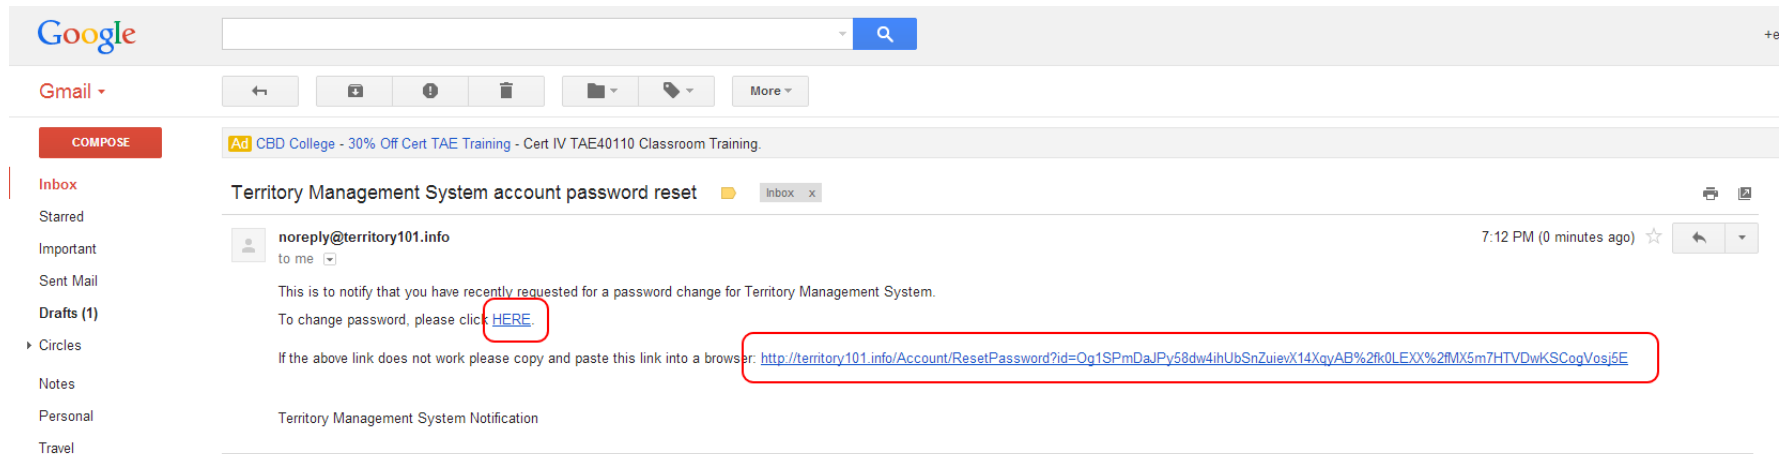 Google
+e
Gmail
More
COMPOSE
Ad CBD College - 30% Off Cert TAE Training - Cert IV TAE40110 Classroom Training.
Inbox
Starred
Important
Sent Mail
Drafts (1)
Circles
Notes
Personal
Travel
Territory Management System account password reset Inbox x
noreply@territory101.info 7:12 PM (0 minutes ago)
to me
This is to notify that you have recently requested for a password change for Territory Management System.
To change password, please click HERE.
If the above link does not work please copy and paste this link into a browser: http://territory101.info/Account/ResetPassword?id=Og1SPmDaJPy58dw4ihUbSnZuievX14XqyAB%2fk0LEXX%2fMX5m7HTVDwKSCogVosj5E
Territory Management System Notification